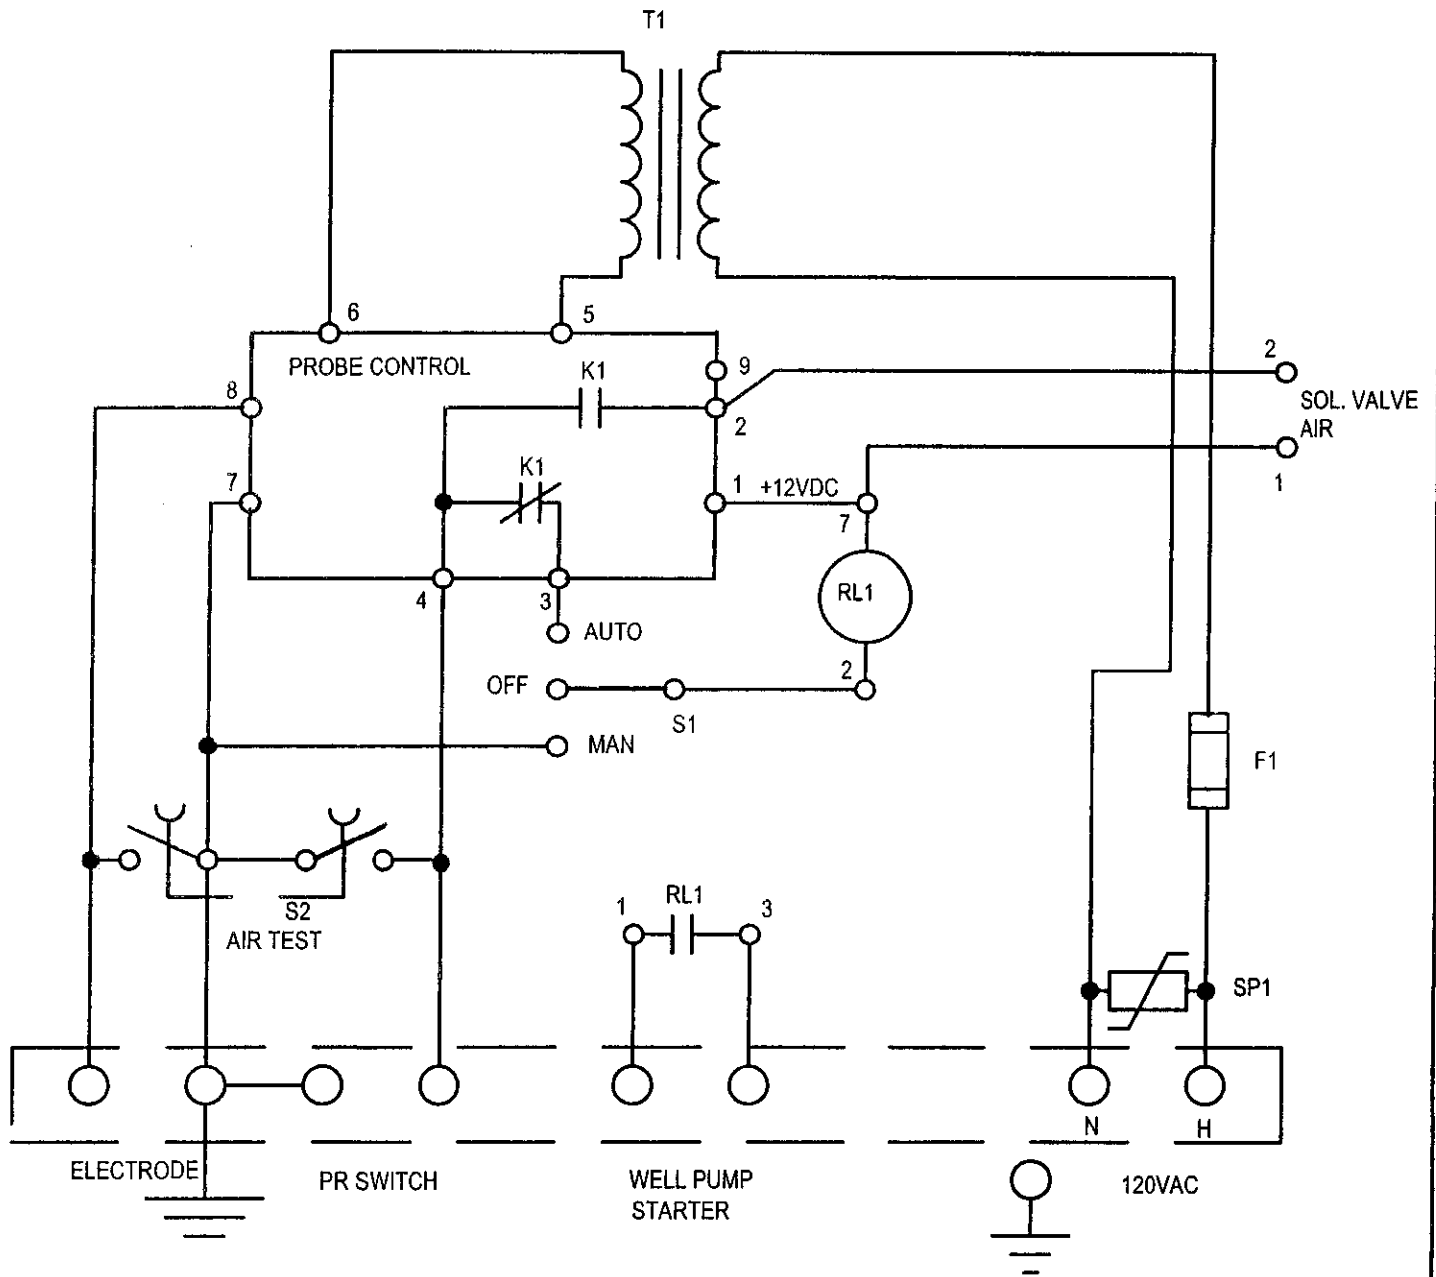 T1
6
5
PROBE CONTROL
K1
9
2
8
SOL. VALVE
AIR
2
K1
7
1
+12VDC
1
7
RL1
4
3
AUTO
OFF
2
S1
MAN
F1
S2
AIR TEST
1
RL1
3
SP1
N
H
ELECTRODE
PR SWITCH
WELL PUMP
STARTER
120VAC